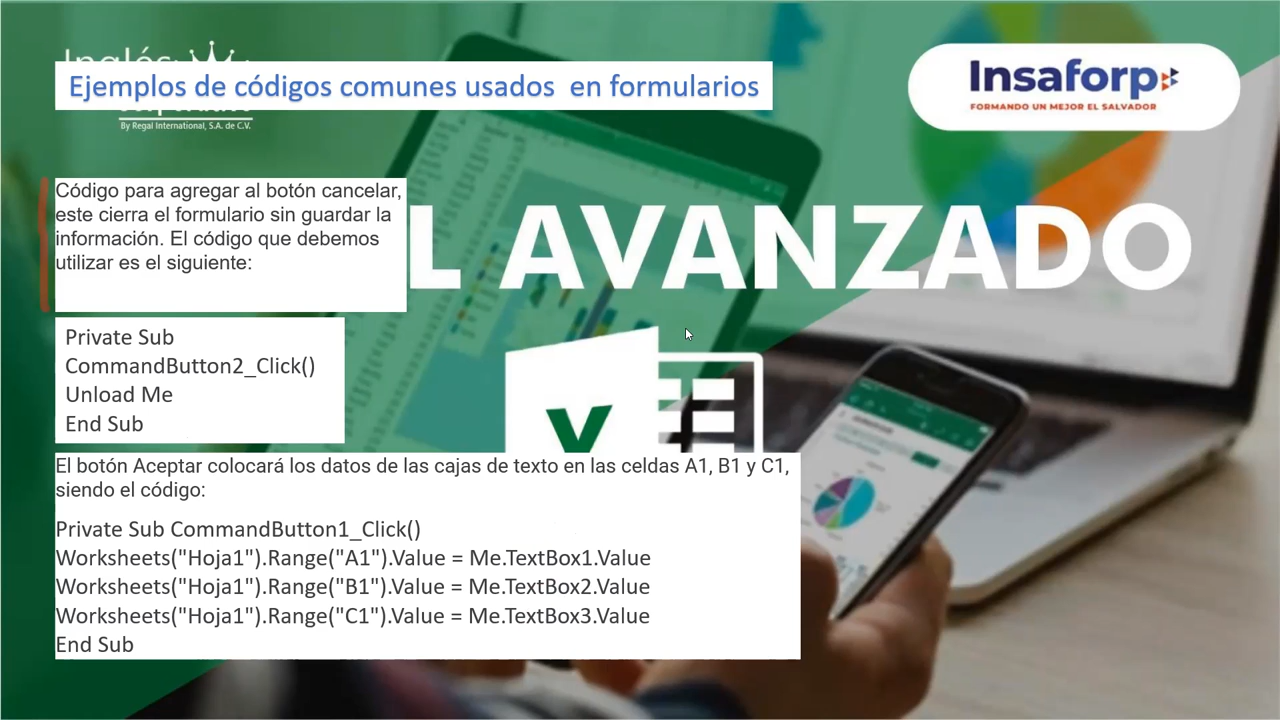 Inglés
Ejemplos de códigos comunes usados en formularios
By Regal International, S.A. de C.V.
Insaforp
FORMANDO UN MEJOR EL SALVADOR
Código para agregar al botón cancelar,
este cierra el formulario sin guardar la
información. El código que debemos
utilizar es el siguiente:
L AVANZADO
Private Sub
CommandButton2_Click()
Unload Me
End Sub
El botón Aceptar colocará los datos de las cajas de texto en las celdas A1, B1 y C1,
siendo el código:
Private Sub CommandButton1_Click()
Worksheets("Hoja1").Range("A1").Value = Me.TextBox1.Value
Worksheets("Hoja1").Range("B1").Value = Me.TextBox2.Value
Worksheets("Hoja1").Range("C1").Value = Me.TextBox3.Value
End Sub